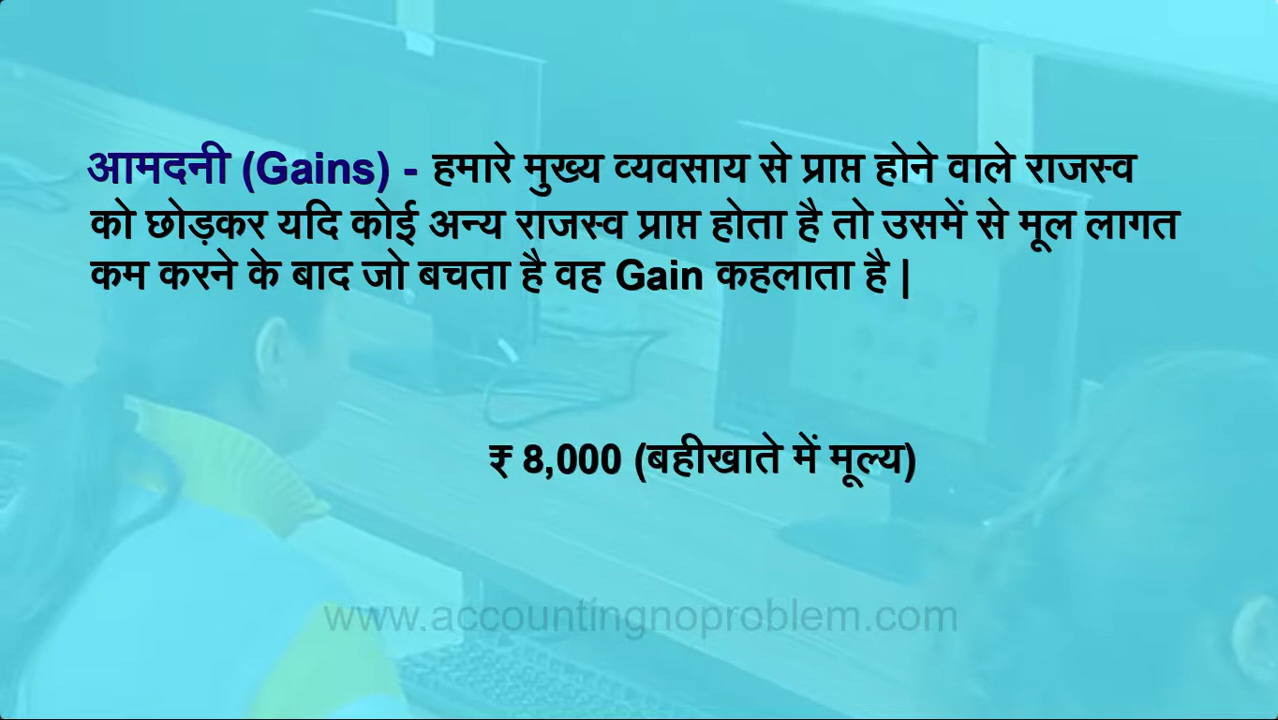 आमदनी (Gains) - हमारे मुख्य व्यवसाय से प्राप्त होने वाले राजस्व
को छोड़कर यदि कोई अन्य राजस्व प्राप्त होता है तो उसमें से मूल लागत
कम करने के बाद जो बचता है वह Gain कहलाता है |
₹ 8,000 (बहीखाते में मूल्य)
www.accountingnoproblem.com